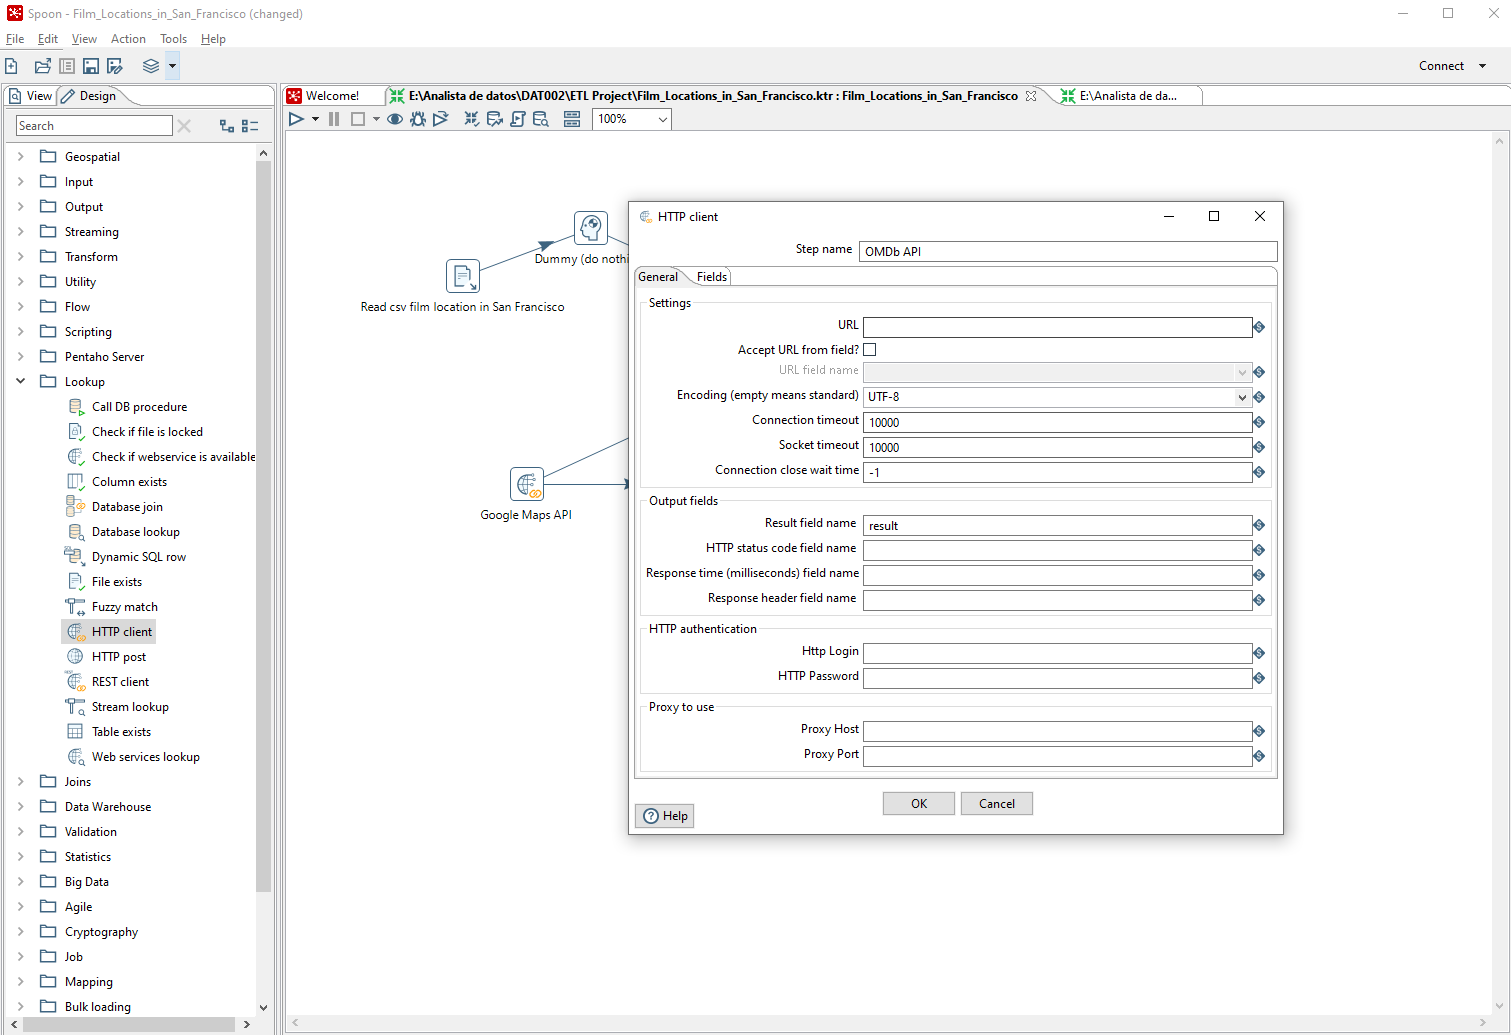 Spoon - Film_Locations_in_San_Francisco (changed)
File Edit View Action Tools Help
Connect
View Design
Welcome! E:\Analista de datos\DAT002\ETL Project\Film_Locations_in_San_Francisco.ktr : Film_Locations_in_San_Francisco E:\Analista de da...
Search
100%
Geospatial
Input
Output
Streaming
Transform
Utility
Flow
Scripting
Pentaho Server
Lookup
Call DB procedure
Check if file is locked
Check if webservice is available
Column exists
Database join
Database lookup
Dynamic SQL row
File exists
Fuzzy match
HTTP client
HTTP post
REST client
Stream lookup
Table exists
Web services lookup
Joins
Data Warehouse
Validation
Statistics
Big Data
Agile
Cryptography
Job
Mapping
Bulk loading
Dummy (do nothi
Read csv film location in San Francisco
Google Maps API
HTTP client
Step name OMDb API
General Fields
Settings
URL
Accept URL from field?
URL field name
Encoding (empty means standard) UTF-8
Connection timeout 10000
Socket timeout 10000
Connection close wait time -1
Output fields
Result field name result
HTTP status code field name
Response time (milliseconds) field name
Response header field name
HTTP authentication
Http Login
HTTP Password
Proxy to use
Proxy Host
Proxy Port
OK Cancel
Help